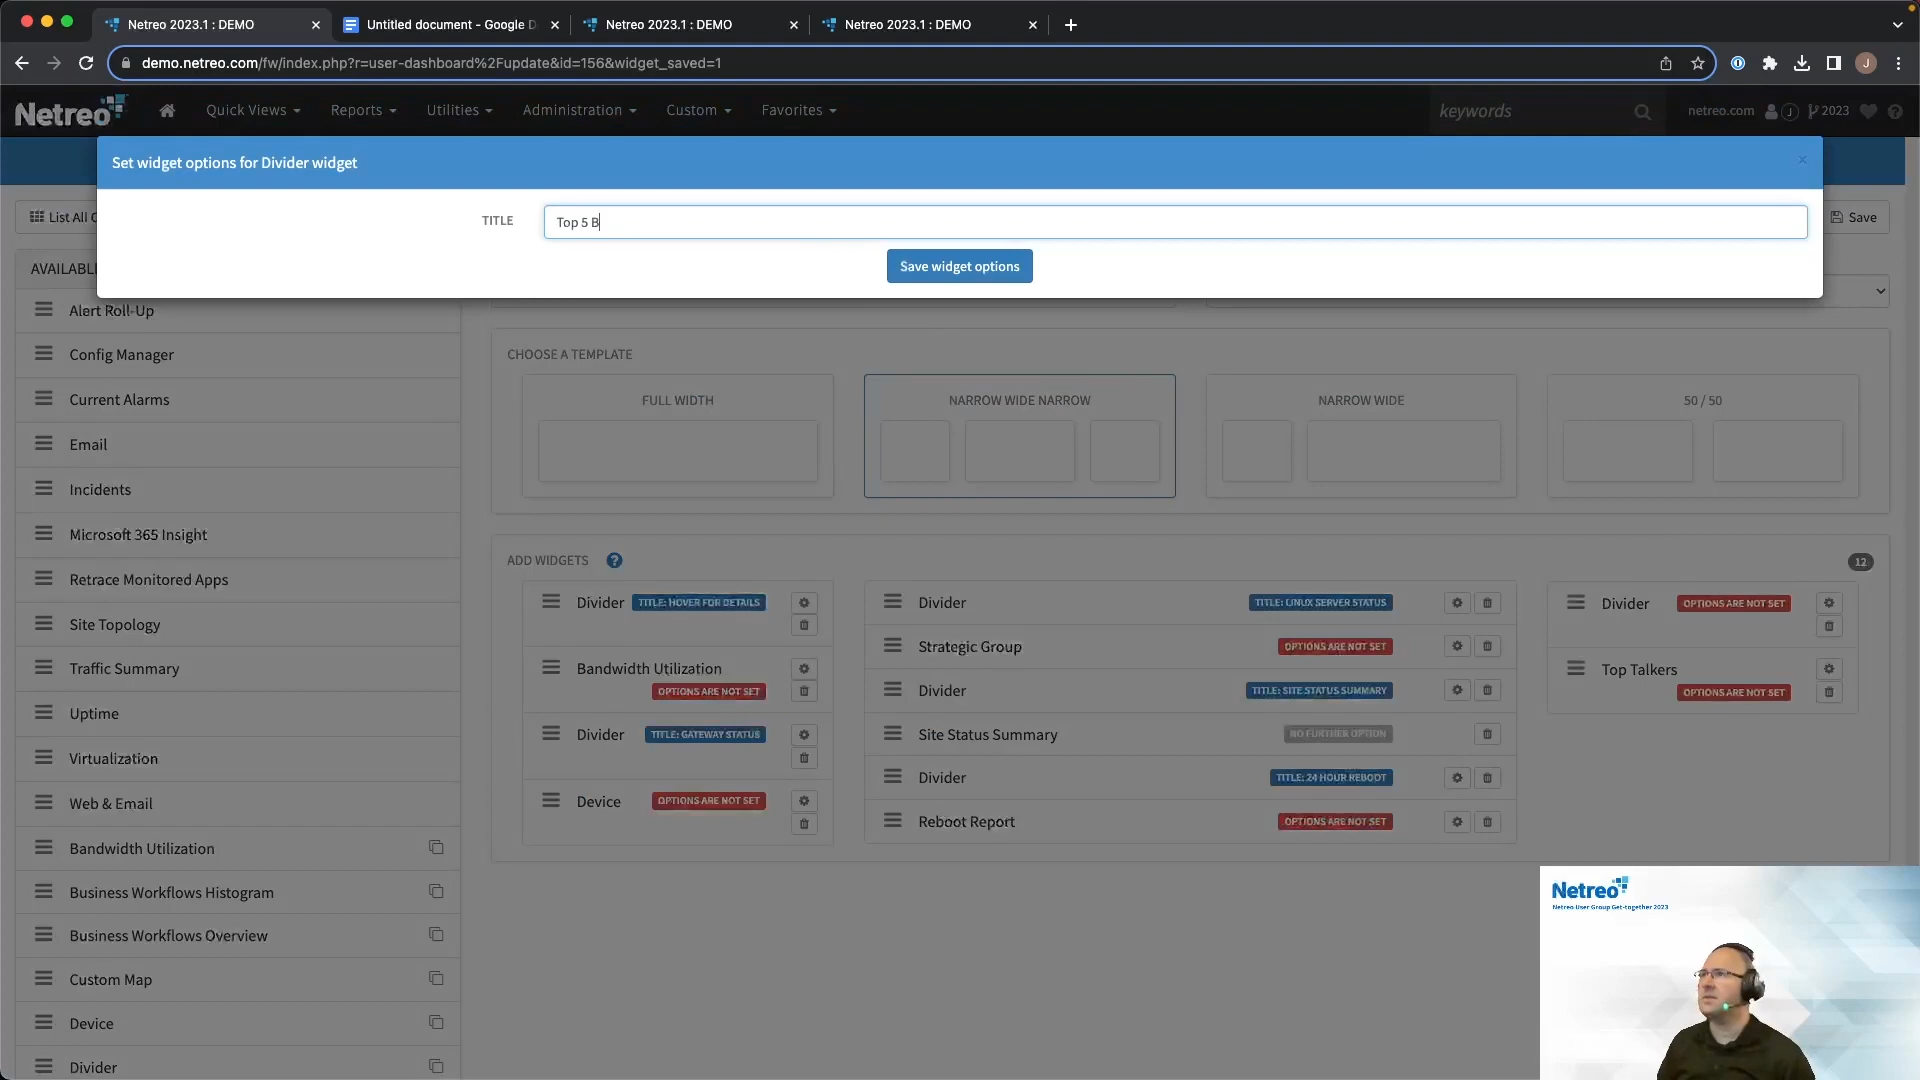 Netreo 2023.1 : DEMO
Untitled document - Google D
Netreo 2023.1 : DEMO
Netreo 2023.1 : DEMO
demo.netreo.com/fw/index.php?r=user-dashboard%2Fupdate&id=156&widget_saved=1
J
Netreo
Quick Views
Reports
Utilities
Administration
Custom
Favorites
keywords
netreo.com
J
2023
Set widget options for Divider widget
TITLE
Top 5 B
Save widget options
List All
Save
AVAILABL
Alert Roll-Up
Config Manager
Current Alarms
Email
Incidents
Microsoft 365 Insight
Retrace Monitored Apps
Site Topology
Traffic Summary
Uptime
Virtualization
Web & Email
Bandwidth Utilization
Business Workflows Histogram
Business Workflows Overview
Custom Map
Device
Divider
CHOOSE A TEMPLATE
FULL WIDTH
NARROW WIDE NARROW
NARROW WIDE
50 / 50
ADD WIDGETS
12
Divider TITLE: HOVER FOR DETAILS
Bandwidth Utilization
OPTIONS ARE NOT SET
Divider TITLE: GATEWAY STATUS
Device OPTIONS ARE NOT SET
Divider TITLE: LINUX SERVER STATUS
Strategic Group OPTIONS ARE NOT SET
Divider TITLE: SITE STATUS SUMMARY
Site Status Summary NO FURTHER OPTION
Divider TITLE: 24 HOUR REBOOT
Reboot Report OPTIONS ARE NOT SET
Divider OPTIONS ARE NOT SET
Top Talkers
OPTIONS ARE NOT SET
Netreo
Netreo User Group Get-together 2023